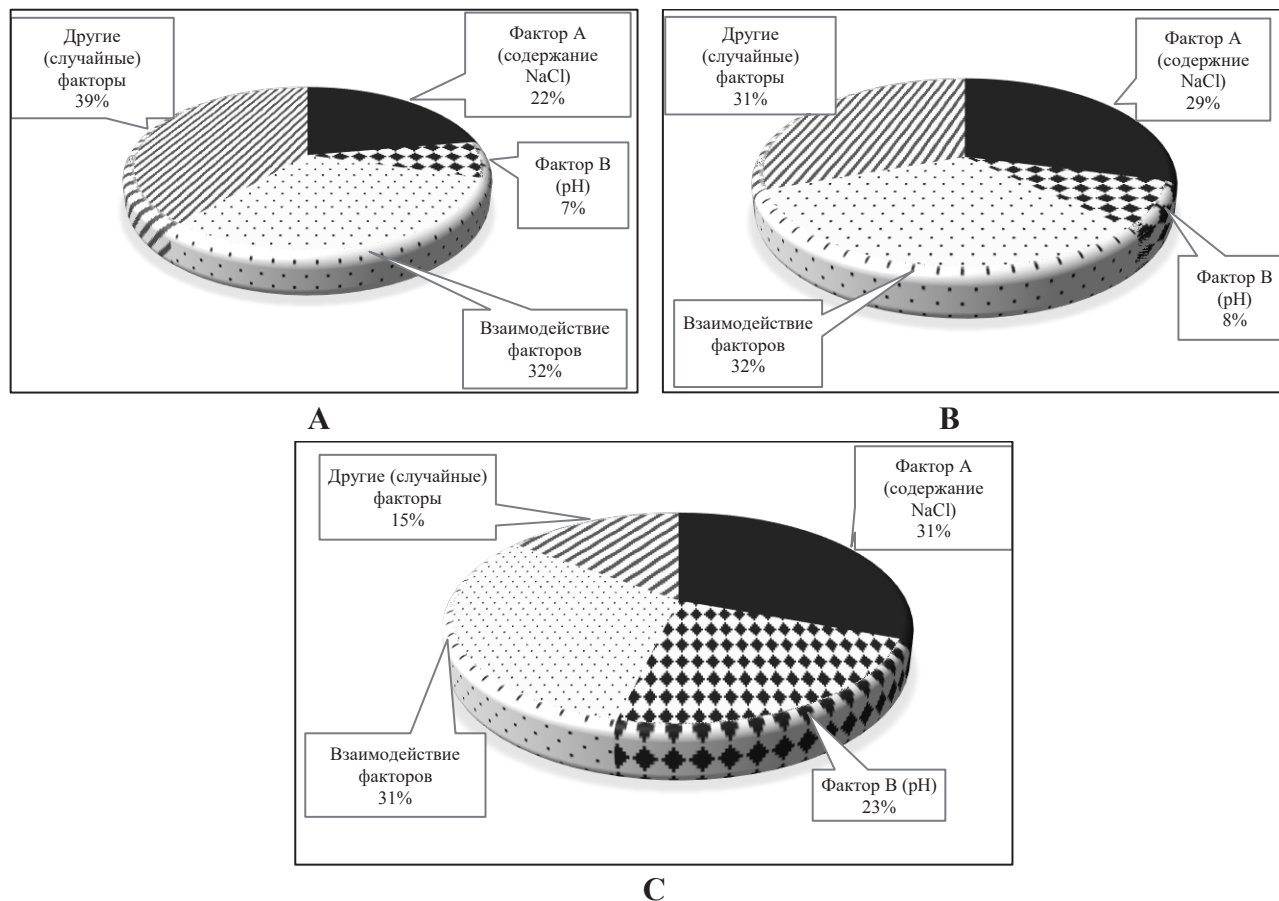 Другие
(случайные)
факторы
39%
Фактор А
(содержание
NaCl)
22%
Фактор В
(pH)
7%
Взаимодействие
факторов
32%
A
Другие
(случайные)
факторы
31%
Фактор А
(содержние
NaCl)
29%
Фактор В
(pH)
8%
Взаимодействие
факторов
32%
B
Другие (случайные)
факторы
15%
Фактор А
(содержание
NaCl)
31%
Взаимодействие
факторов
31%
Фактор В (pH)
23%
C